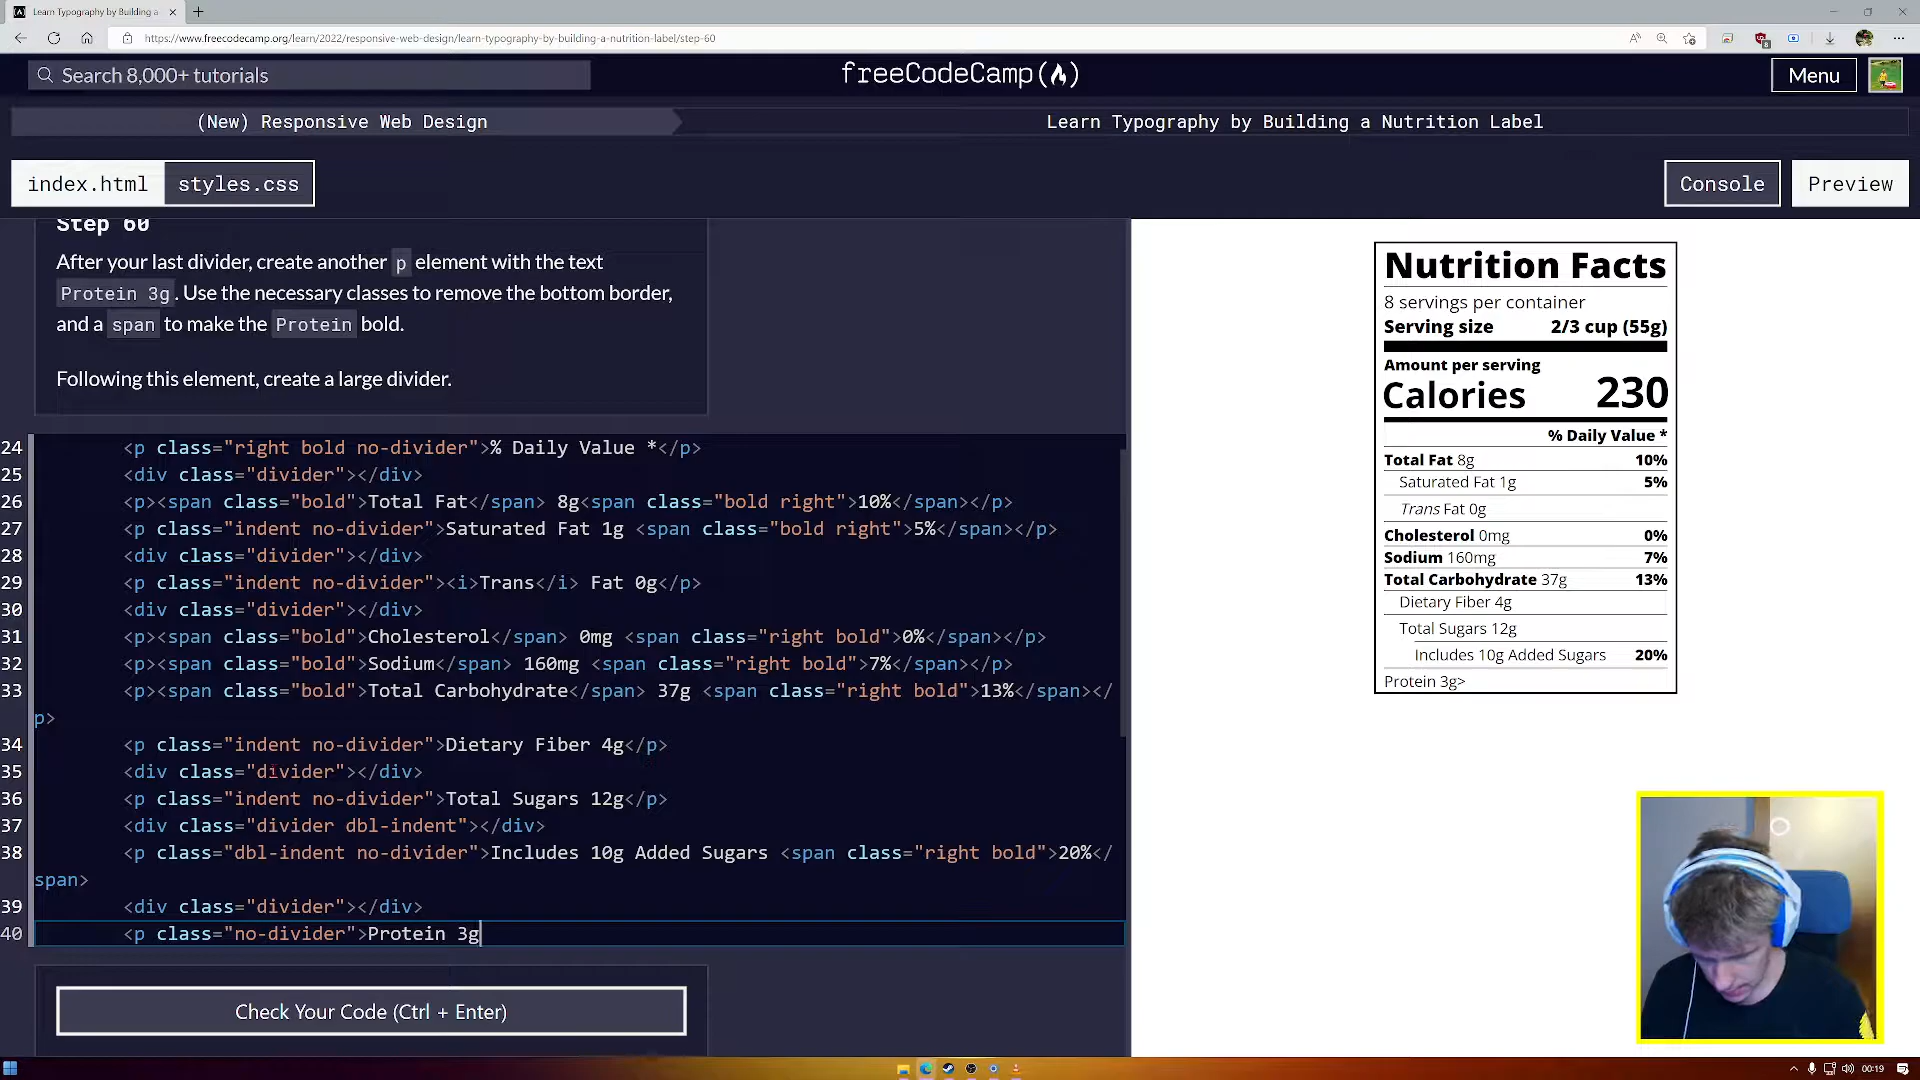 Learn Typography by Building a
https://www.freecodecamp.org/learn/2022/responsive-web-design/learn-typography-by-building-a-nutrition-label/step-60
Search 8,000+ tutorials
freeCodeCamp
Menu
(New) Responsive Web Design
Learn Typography by Building a Nutrition Label
index.html
styles.css
Console
Preview
Step 60
After your last divider, create another p element with the text
Protein 3g. Use the necessary classes to remove the bottom border,
and a span to make the Protein bold.
Following this element, create a large divider.
24 <p class="right bold no-divider">% Daily Value *</p>
25 <div class="divider"></div>
26 <p><span class="bold">Total Fat</span> 8g<span class="bold right">10%</span></p>
27 <p class="indent no-divider">Saturated Fat 1g <span class="bold right">5%</span></p>
28 <div class="divider"></div>
29 <p class="indent no-divider"><i>Trans</i> Fat 0g</p>
30 <div class="divider"></div>
31 <p><span class="bold">Cholesterol</span> 0mg <span class="right bold">0%</span></p>
32 <p><span class="bold">Sodium</span> 160mg <span class="right bold">7%</span></p>
33 <p><span class="bold">Total Carbohydrate</span> 37g <span class="right bold">13%</span></
p>
34 <p class="indent no-divider">Dietary Fiber 4g</p>
35 <div class="divider"></div>
36 <p class="indent no-divider">Total Sugars 12g</p>
37 <div class="divider dbl-indent"></div>
38 <p class="dbl-indent no-divider">Includes 10g Added Sugars <span class="right bold">20%</
span>
39 <div class="divider"></div>
40 <p class="no-divider">Protein 3g
Check Your Code (Ctrl + Enter)
Nutrition Facts
8 servings per container
Serving size 2/3 cup (55g)
Amount per serving
Calories 230
% Daily Value *
Total Fat 8g 10%
Saturated Fat 1g 5%
Trans Fat 0g
Cholesterol 0mg 0%
Sodium 160mg 7%
Total Carbohydrate 37g 13%
Dietary Fiber 4g
Total Sugars 12g
Includes 10g Added Sugars 20%
Protein 3g>
00:19